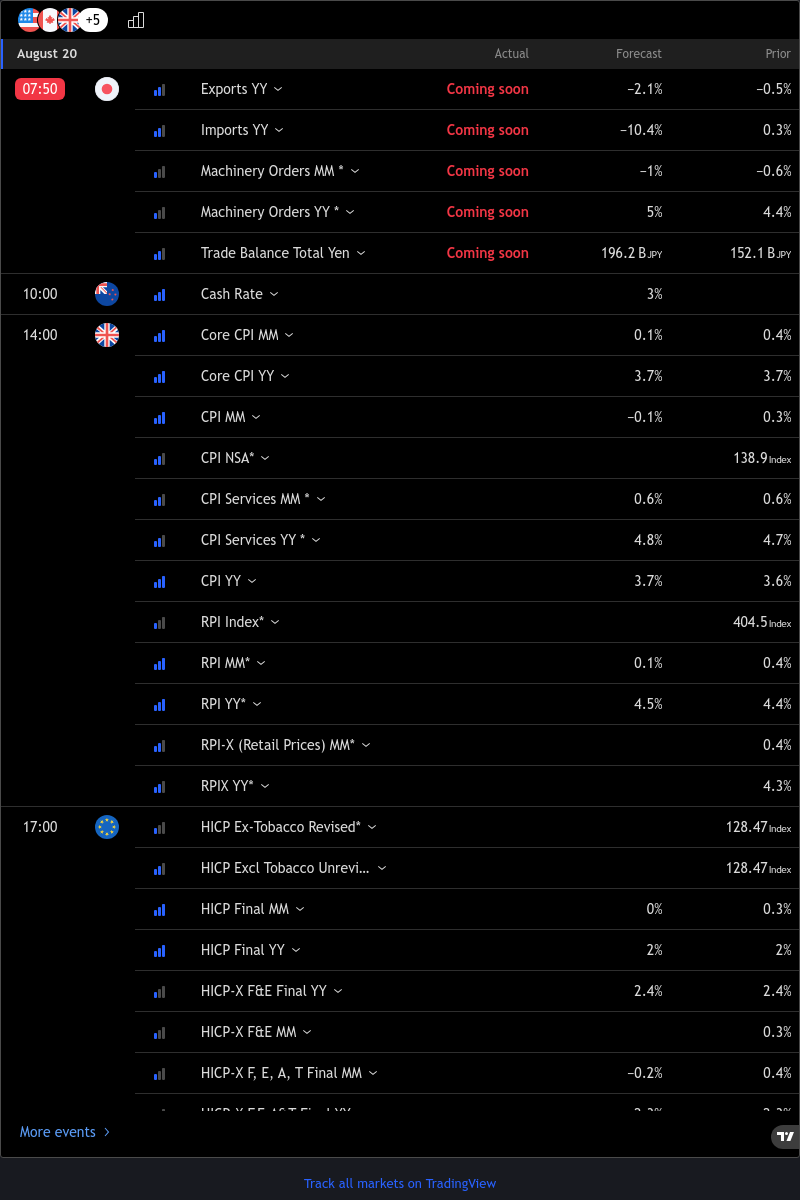 +5
August 20 Actual Forecast Prior
07:50 Exports YY Coming soon −2.1% −0.5%
Imports YY Coming soon −10.4% 0.3%
Machinery Orders MM * Coming soon −1% −0.6%
Machinery Orders YY * Coming soon 5% 4.4%
Trade Balance Total Yen Coming soon 196.2 B JPY 152.1 B JPY
10:00 Cash Rate 3%
14:00 Core CPI MM 0.1% 0.4%
Core CPI YY 3.7% 3.7%
CPI MM −0.1% 0.3%
CPI NSA* 138.9 Index
CPI Services MM * 0.6% 0.6%
CPI Services YY * 4.8% 4.7%
CPI YY 3.7% 3.6%
RPI Index* 404.5 Index
RPI MM* 0.1% 0.4%
RPI YY* 4.5% 4.4%
RPI-X (Retail Prices) MM* 0.4%
RPIX YY* 4.3%
17:00 HICP Ex-Tobacco Revised* 128.47 Index
HICP Excl Tobacco Unrevi... 128.47 Index
HICP Final MM 0% 0.3%
HICP Final YY 2% 2%
HICP-X F&E Final YY 2.4% 2.4%
HICP-X F&E MM 0.3%
HICP-X F, E, A, T Final MM −0.2% 0.4%
More events
Track all markets on TradingView